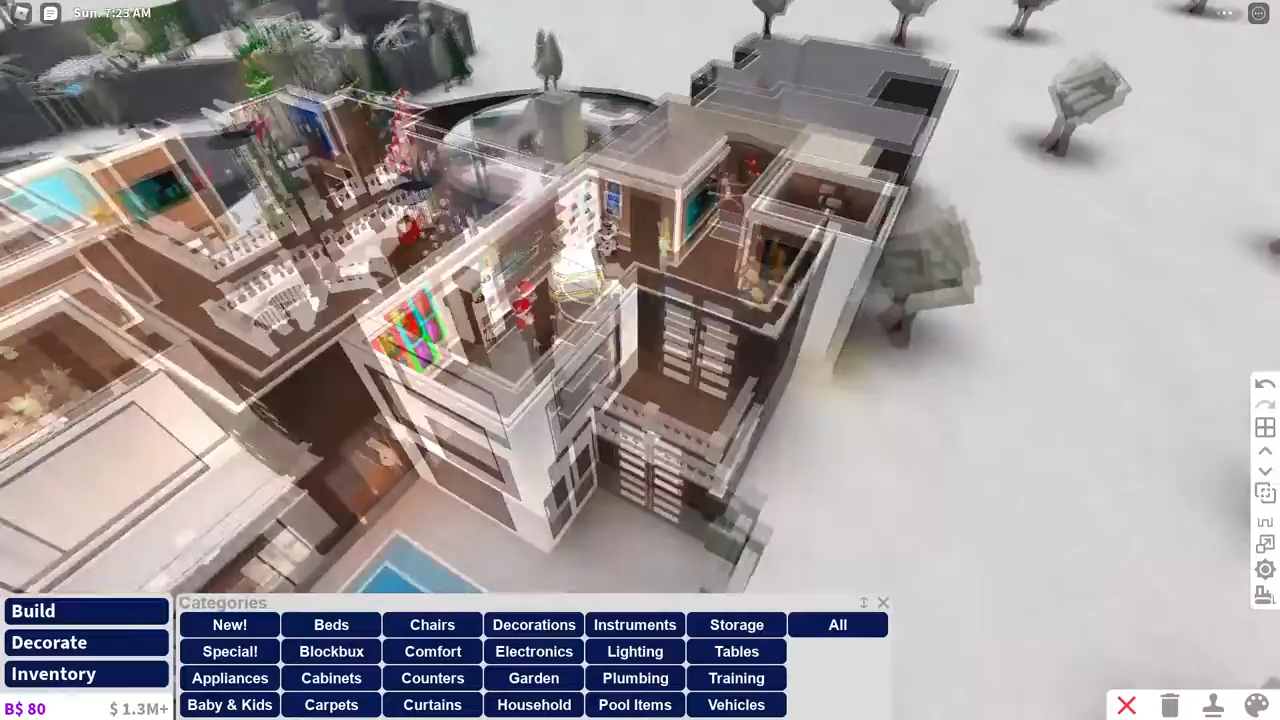 Sun. 7:23 AM
Build
Decorate
Inventory
B$ 80
$ 1.3M+
Categories
New! Beds Chairs Decorations Instruments Storage All
Special! Blockbux Comfort Electronics Lighting Tables
Appliances Cabinets Counters Garden Plumbing Training
Baby & Kids Carpets Curtains Household Pool Items Vehicles